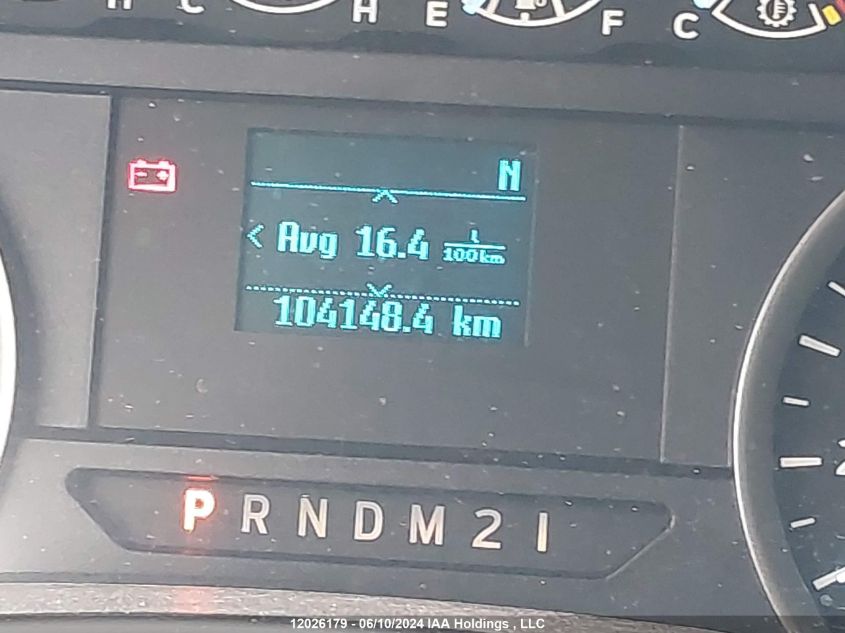 H C H E F C
N
< Avg 16.4 L/100km
104148.4 km
P R N D M 2 1
12026179 - 06/10/2024 IAA Holdings , LLC